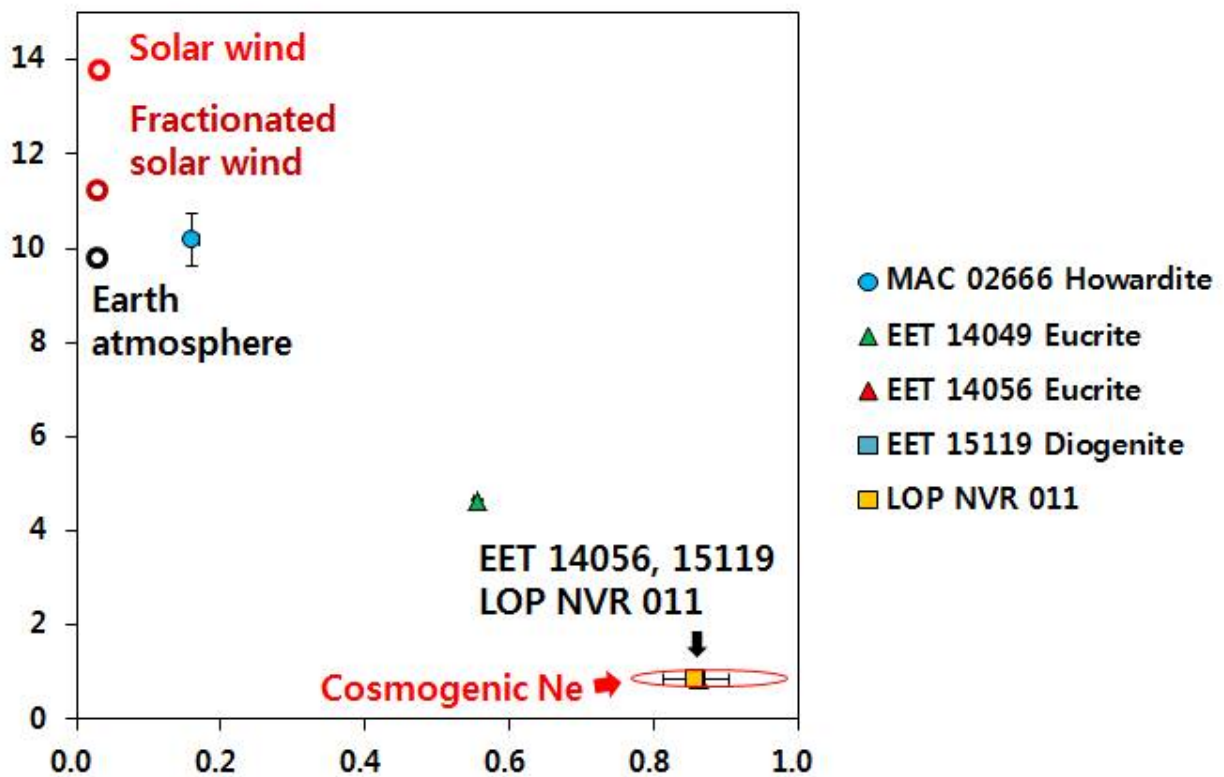 14
12
10
8
6
4
2
0
0.0
0.2
0.4
0.6
0.8
1.0
Solar wind
Fractionated
solar wind
Earth
atmosphere
EET 14056, 15119
LOP NVR 011
Cosmogenic Ne
MAC 02666 Howardite
EET 14049 Eucrite
EET 14056 Eucrite
EET 15119 Diogenite
LOP NVR 011